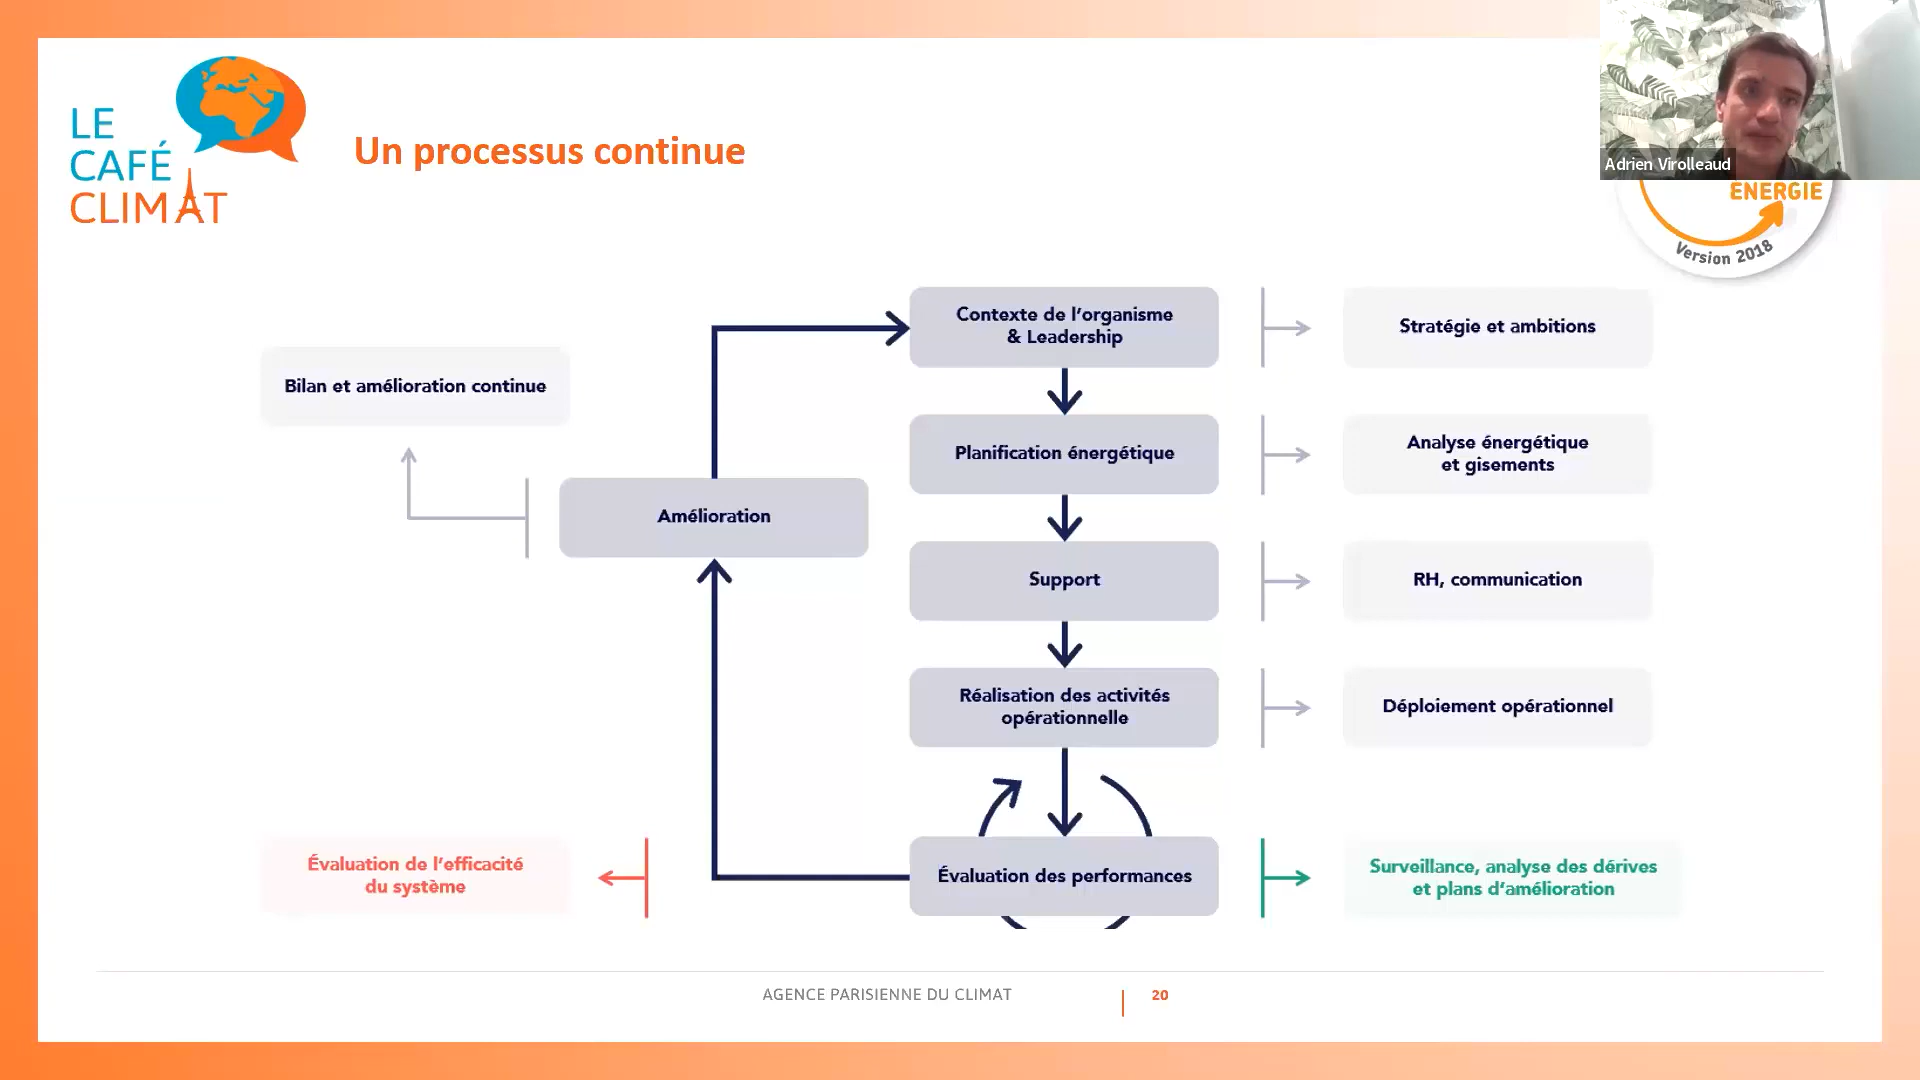 LE
CAFÉ
CLIMAT
Un processus continue
Adrien Virolleaud
ÉNERGIE
Version 2018
Contexte de l'organisme
& Leadership
Stratégie et ambitions
Bilan et amélioration continue
Planification énergétique
Analyse énergétique
et gisements
Amélioration
Support
RH, communication
Réalisation des activités
opérationnelle
Déploiement opérationnel
Évaluation de l'efficacité
du système
Évaluation des performances
Surveillance, analyse des dérives
et plans d'amélioration
AGENCE PARISIENNE DU CLIMAT
20